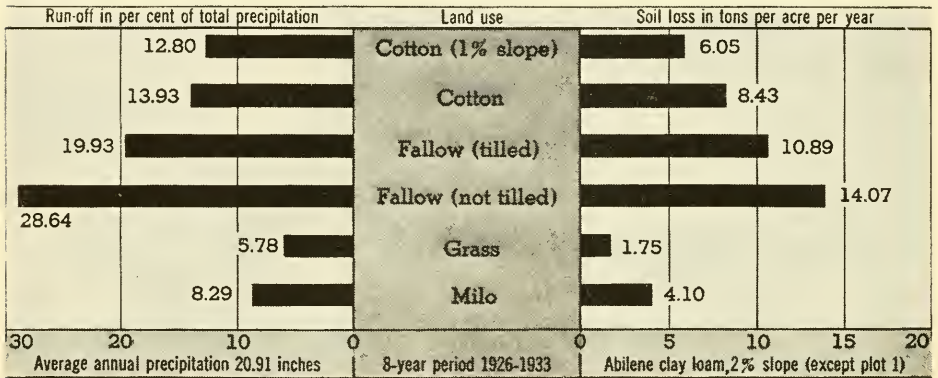 Run-off in per cent of total precipitation Land use Soil loss in tons per acre per year
12.80 Cotton (1% slope) 6.05
13.93 Cotton 8.43
19.93 Fallow (tilled) 10.89
28.64 Fallow (not tilled) 14.07
5.78 Grass 1.75
8.29 Milo 4.10
30 20 10 0 0 5 10 15 20
Average annual precipitation 20.91 inches 8-year period 1926-1933 Abilene clay loam, 2% slope (except plot 1)